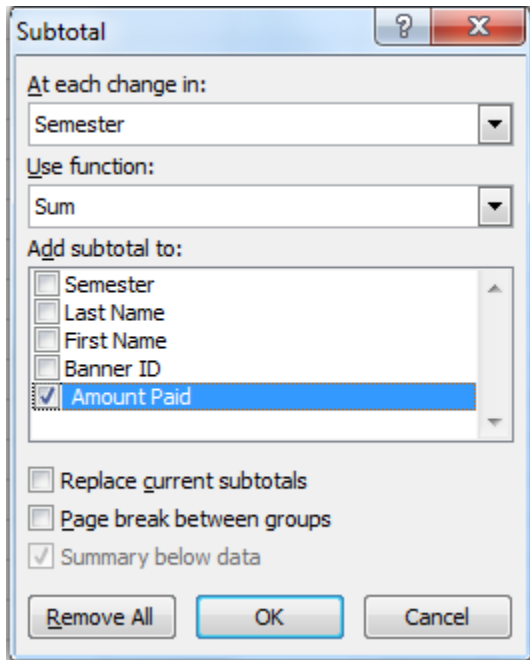 Subtotal
At each change in:
Semester
Use function:
Sum
Add subtotal to:
Semester
Last Name
First Name
Banner ID
Amount Paid
Replace current subtotals
Page break between groups
Summary below data
Remove All OK Cancel